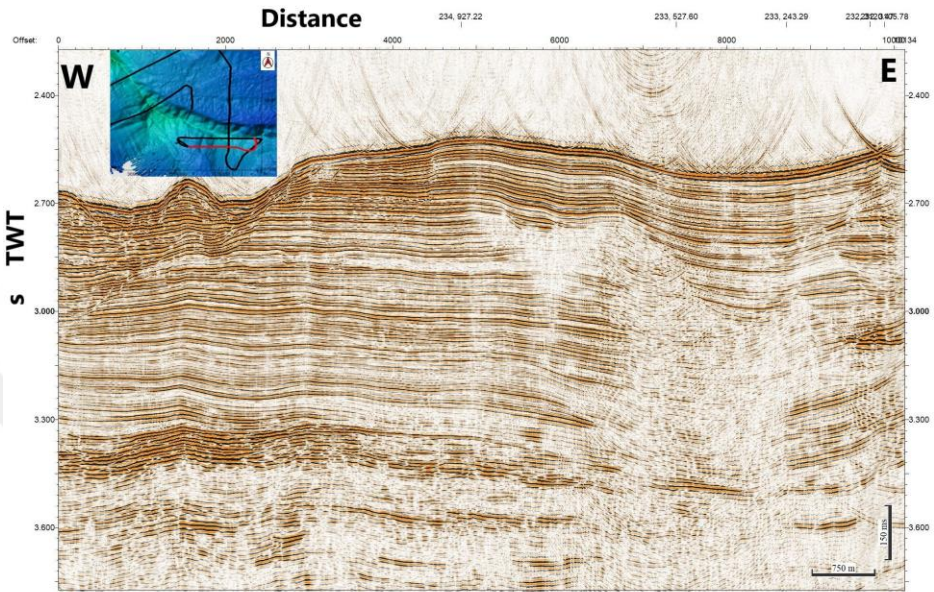 Distance
234, 927.22 233, 527.60 233, 243.29
Offset: 0 2000 4000 6000 8000
W E
2.400 2.400
2.700 2.700
TWT
s
3.000 3.000
3.300 3.300
3.600 3.600
150 ms
750 m